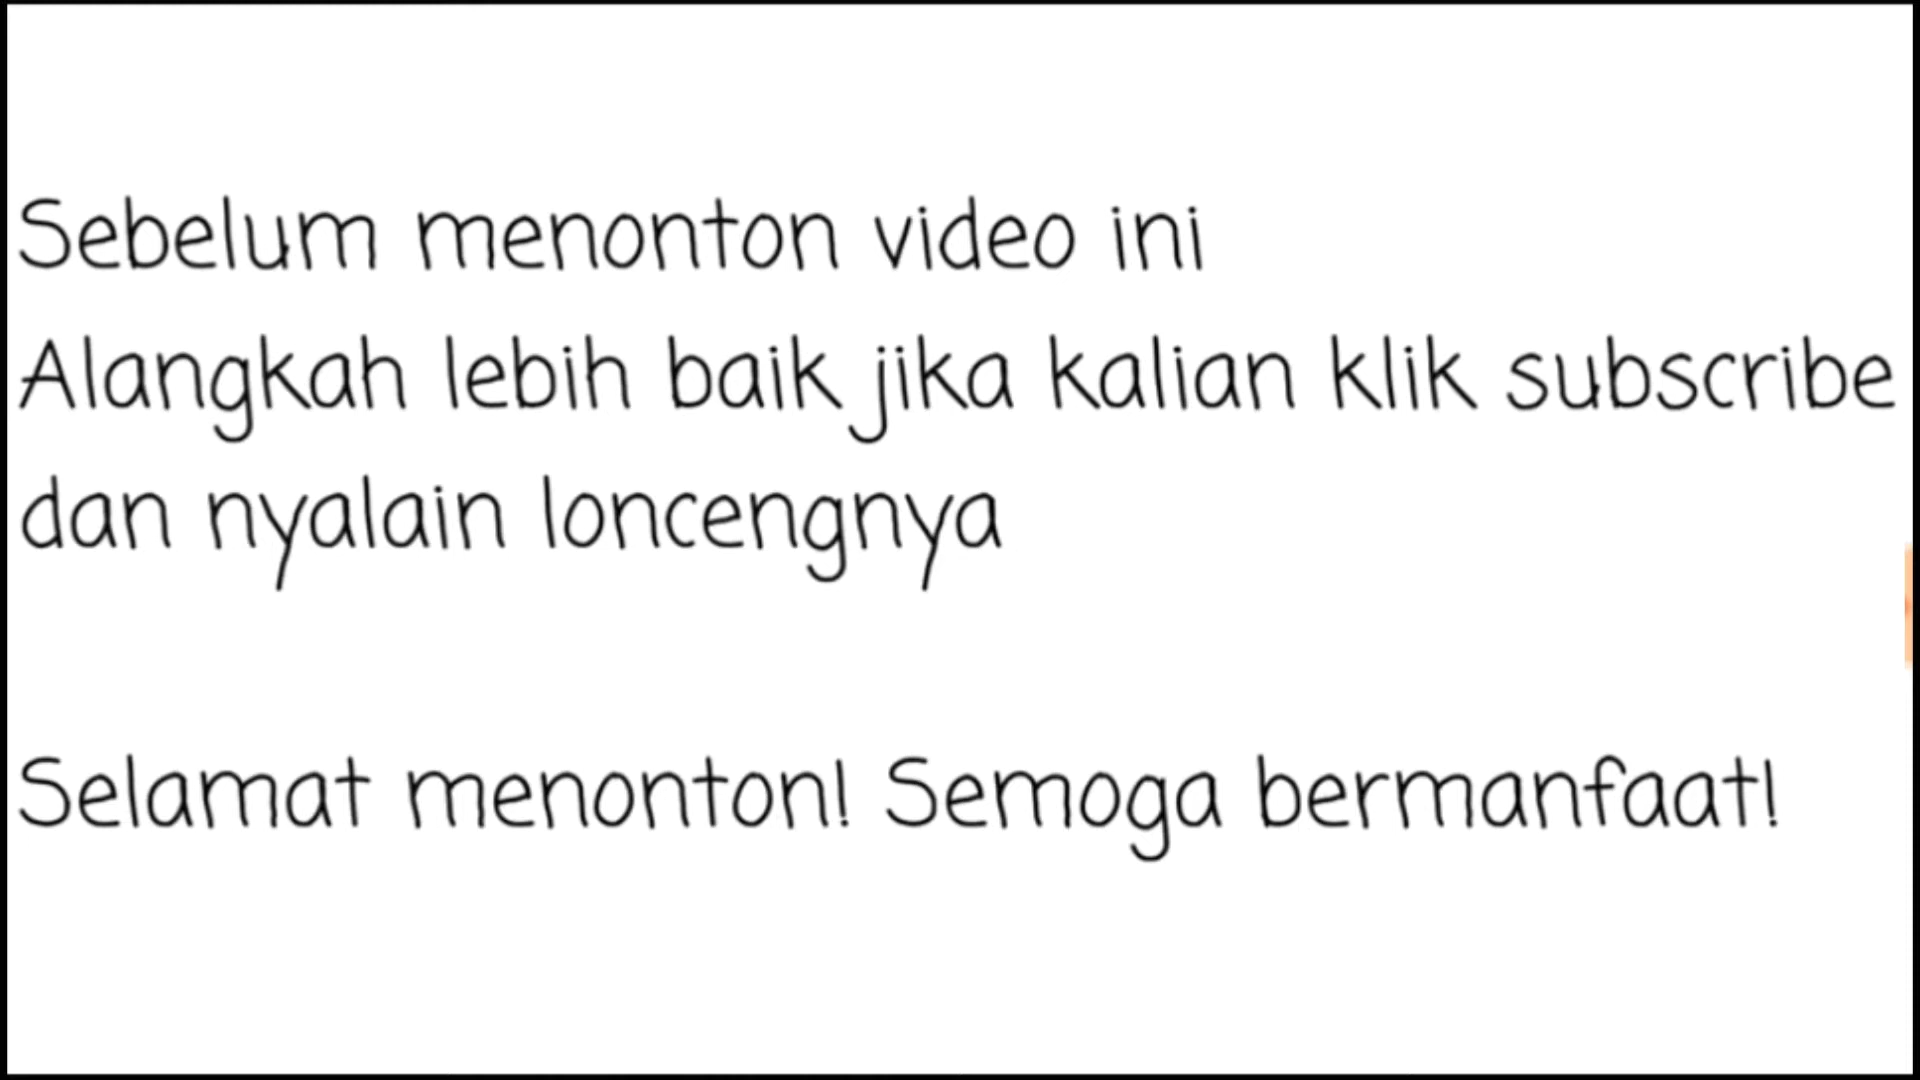 Sebelum menonton video ini
Alangkah lebih baik jika kalian klik subscribe
dan nyalain loncengnya
Selamat menonton! Semoga bermanfaat!